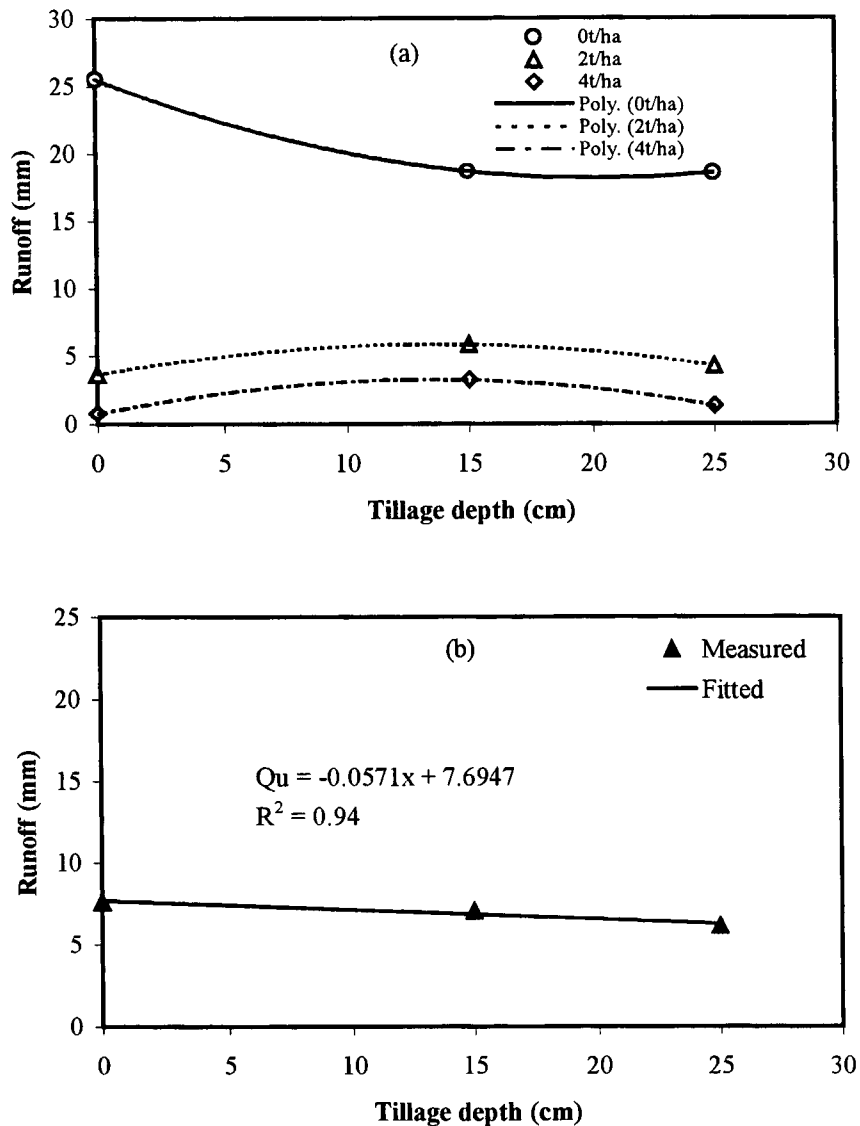 30
25
20
15
10
5
0
Runoff (mm)
(a)
0t/ha
2t/ha
4t/ha
Poly. (0t/ha)
Poly. (2t/ha)
Poly. (4t/ha)
0 5 10 15 20 25 30
Tillage depth (cm)
25
20
15
10
5
0
Runoff (mm)
(b)
Measured
Fitted
Qu = -0.0571x + 7.6947
R² = 0.94
0 5 10 15 20 25 30
Tillage depth (cm)